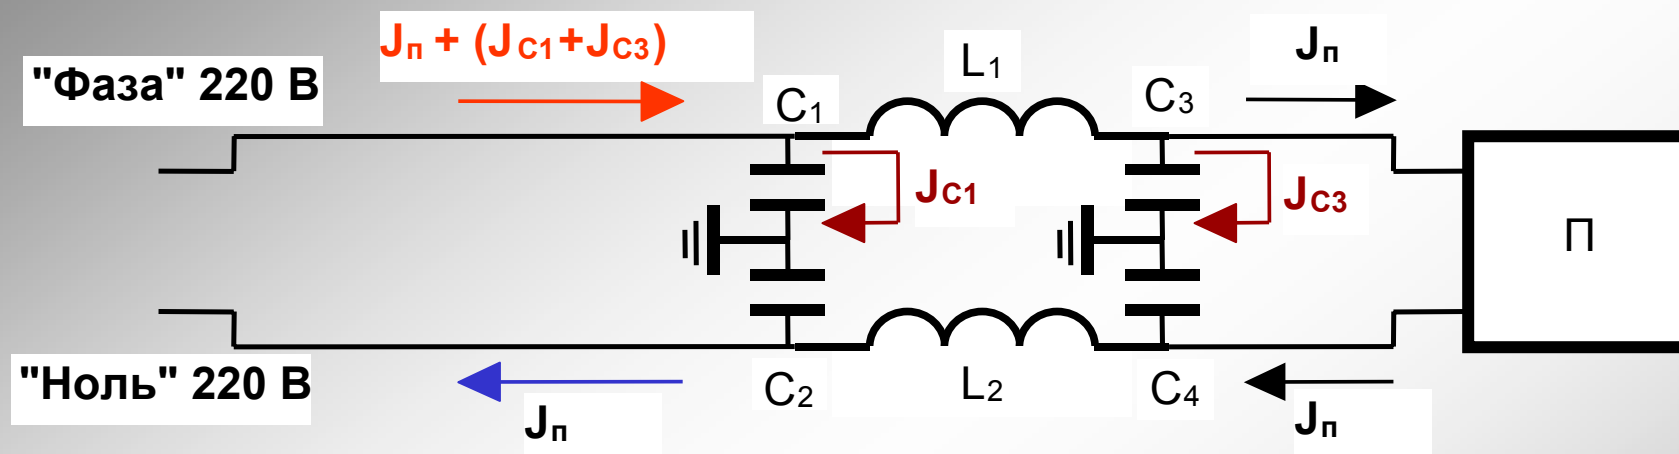 Jп + (JC1+JC3)
Jп
"Фаза" 220 В
L1
C1
C3
JC1
JC3
П
"Ноль" 220 В
C2
L2
C4
Jп
Jп